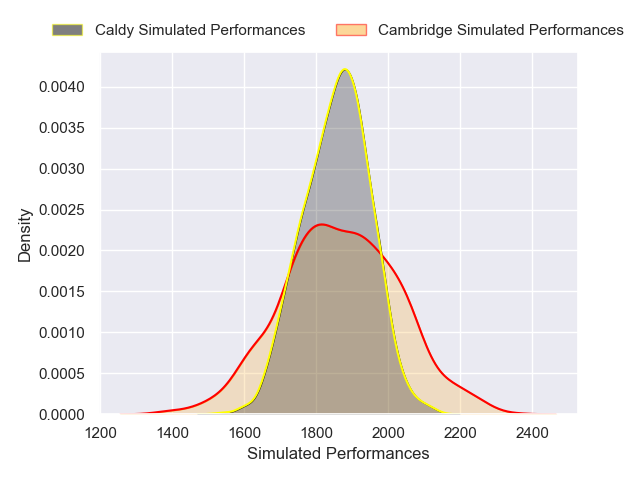 Caldy Simulated Performances
Cambridge Simulated Performances
0.0040
0.0035
0.0030
0.0025
0.0020
0.0015
0.0010
0.0005
0.0000
Density
1200 1400 1600 1800 2000 2200 2400
Simulated Performances